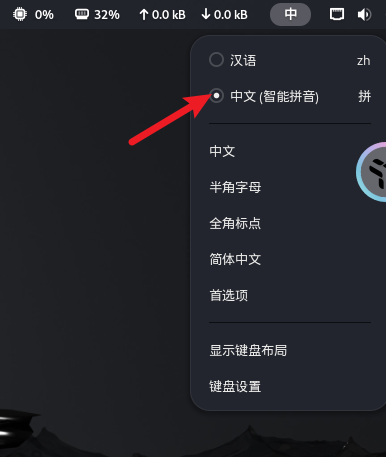 0% 32% ↑0.0 kB ↓0.0 kB 中
汉语 zh
中文 (智能拼音) 拼
中文
半角字母
全角标点
简体中文
首选项
显示键盘布局
键盘设置